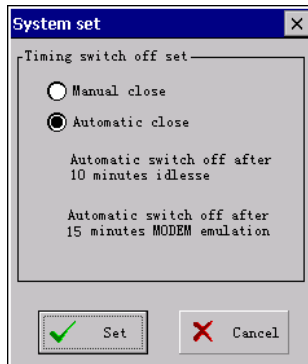 System set
Timing switch off set
Manual close
Automatic close
Automatic switch off after
10 minutes idlesse
Automatic switch off after
15 minutes MODEM emulation
Set
Cancel